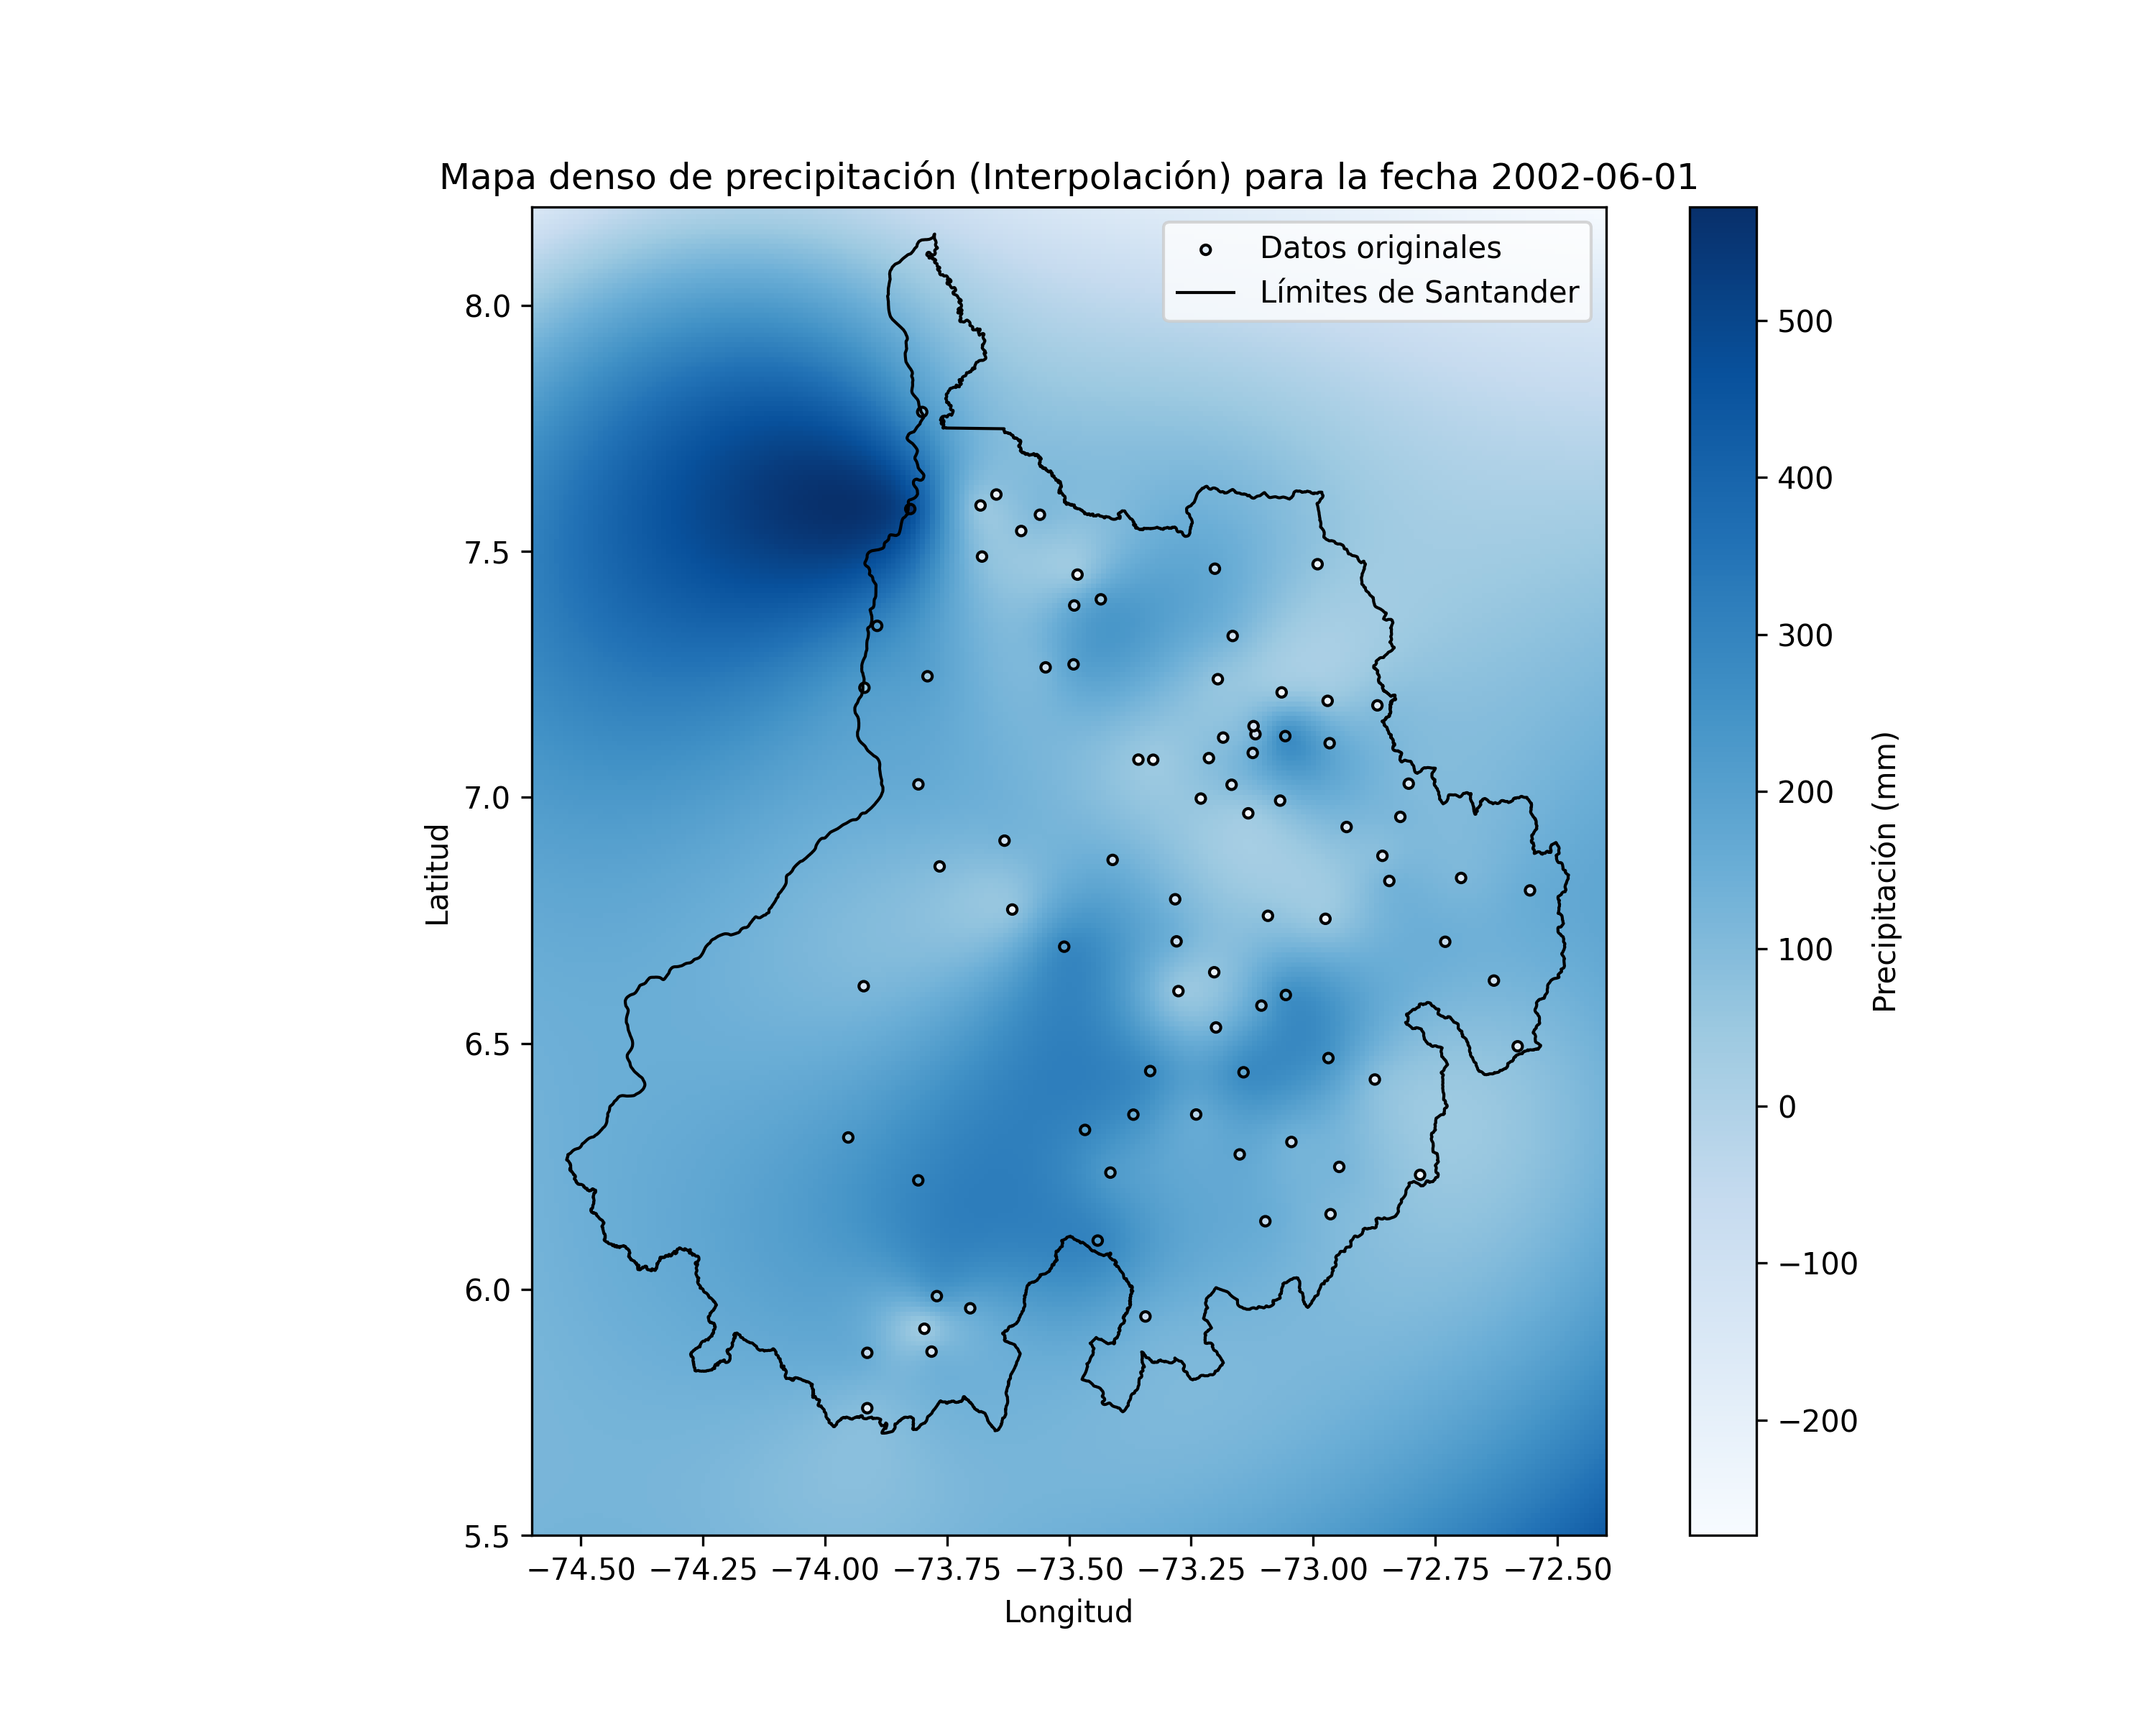 Mapa denso de precipitación (Interpolación) para la fecha 2002-06-01
Datos originales
Límites de Santander
8.0
7.5
7.0
6.5
6.0
5.5
Latitud
−74.50 −74.25 −74.00 −73.75 −73.50 −73.25 −73.00 −72.75 −72.50
Longitud
500
400
300
200
100
0
−100
−200
Precipitación (mm)